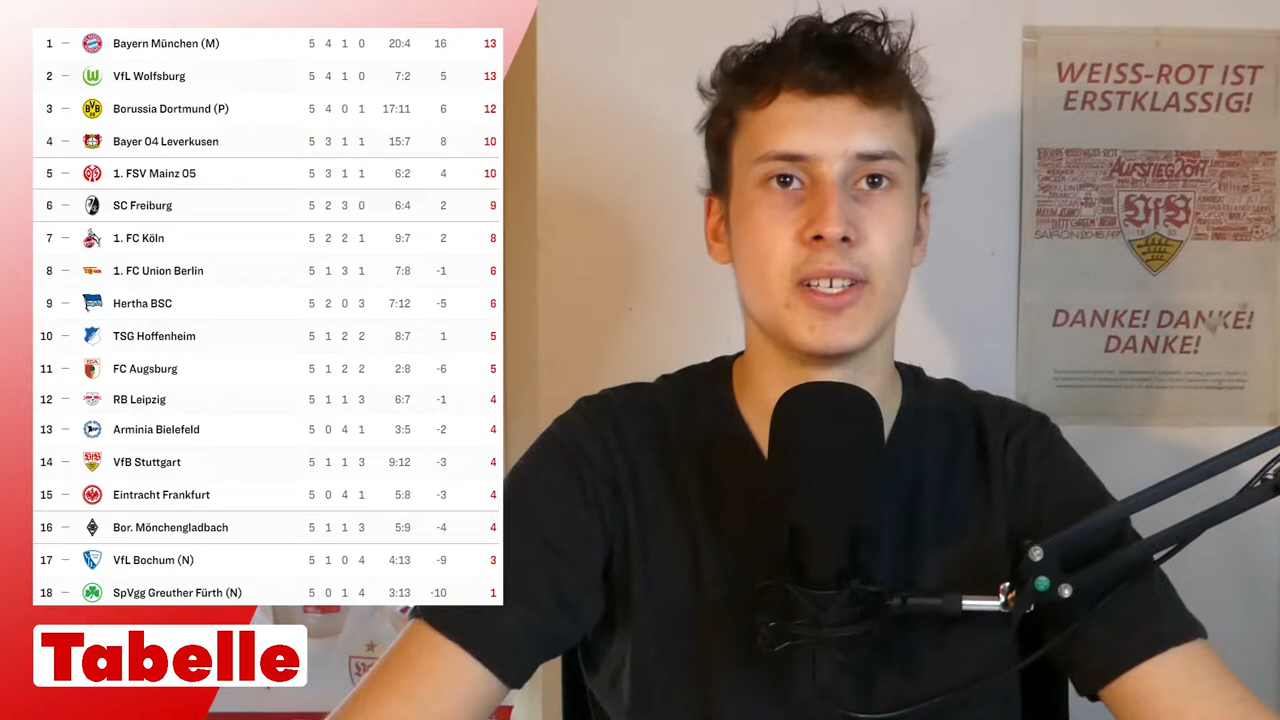 1 — Bayern München (M) 5 4 1 0 20:4 16 13
2 — VfL Wolfsburg 5 4 1 0 7:2 5 13
3 — Borussia Dortmund (P) 5 4 0 1 17:11 6 12
4 — Bayer 04 Leverkusen 5 3 1 1 15:7 8 10
5 — 1. FSV Mainz 05 5 3 1 1 6:2 4 10
6 — SC Freiburg 5 2 3 0 6:4 2 9
7 — 1. FC Köln 5 2 2 1 9:7 2 8
8 — 1. FC Union Berlin 5 1 3 1 7:8 -1 6
9 — Hertha BSC 5 2 0 3 7:12 -5 6
10 — TSG Hoffenheim 5 1 2 2 8:7 1 5
11 — FC Augsburg 5 1 2 2 2:8 -6 5
12 — RB Leipzig 5 1 1 3 6:7 -1 4
13 — Arminia Bielefeld 5 0 4 1 3:5 -2 4
14 — VfB Stuttgart 5 1 1 3 9:12 -3 4
15 — Eintracht Frankfurt 5 0 4 1 5:8 -3 4
16 — Bor. Mönchengladbach 5 1 1 3 5:9 -4 4
17 — VfL Bochum (N) 5 1 0 4 4:13 -9 3
18 — SpVgg Greuther Fürth (N) 5 0 1 4 3:13 -10 1
Tabelle
WEISS-ROT IST
ERSTKLASSIG!
AUFSTIEG 2017
VfB
SAISON 2016/17
DANKE! DANKE!
DANKE!